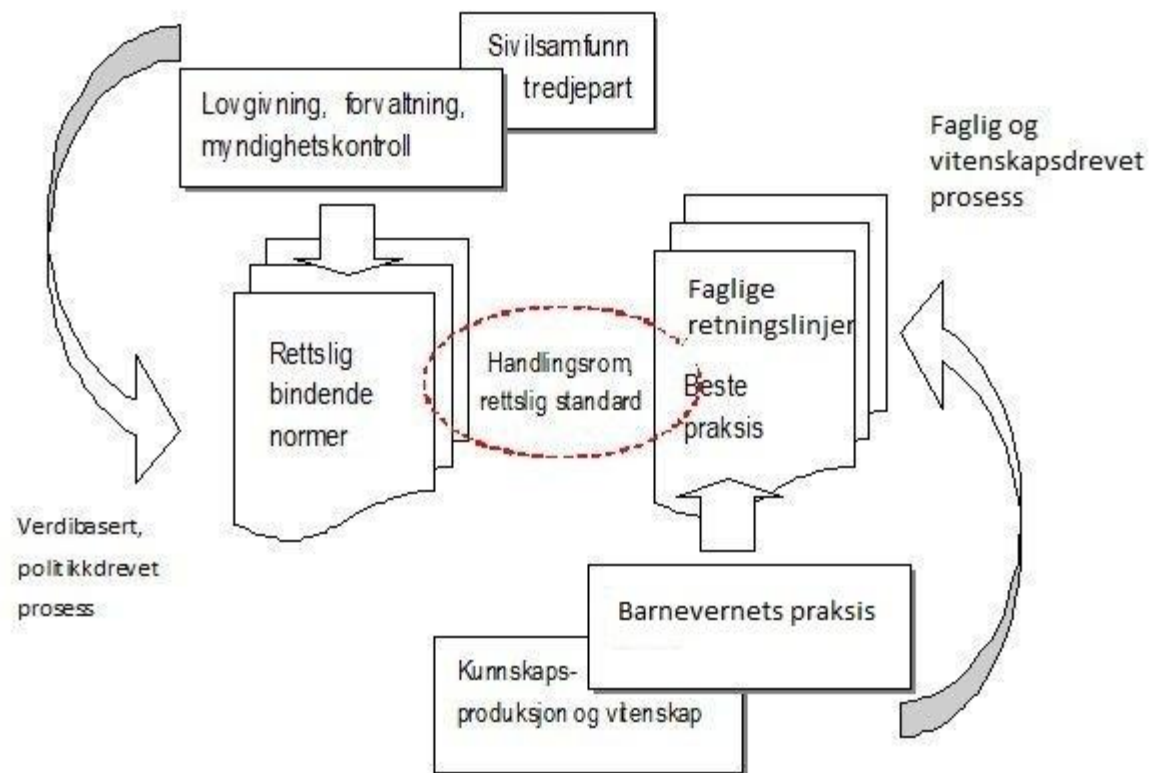 Sivilsamfunn
tredjepart
Lovgivning, forvaltning,
myndighetskontroll
Faglig og
vitenskapsdrevet
prosess
Rettslig
bindende
normer
Handlingsrom,
rettslig standard
Faglige
retningslinjer
Beste
praksis
Verdibasert,
politikkdrevet
prosess
Barnevernets praksis
Kunnskaps-
produksjon og vitenskap